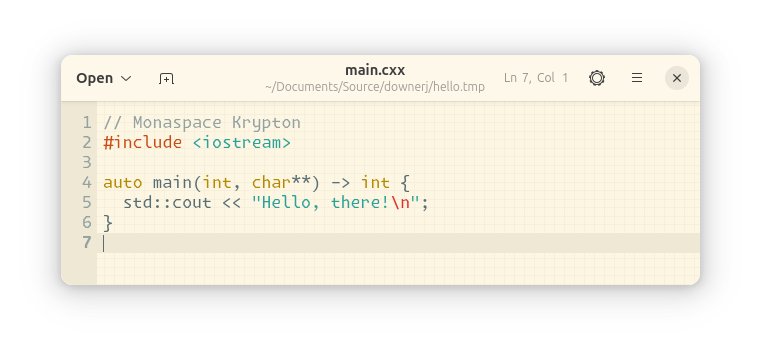 Open
main.cxx
~/Documents/Source/downerj/hello.tmp
Ln 7, Col 1
1 // Monaspace Krypton
2 #include <iostream>
3
4 auto main(int, char**) -> int {
5   std::cout << "Hello, there!\n";
6 }
7